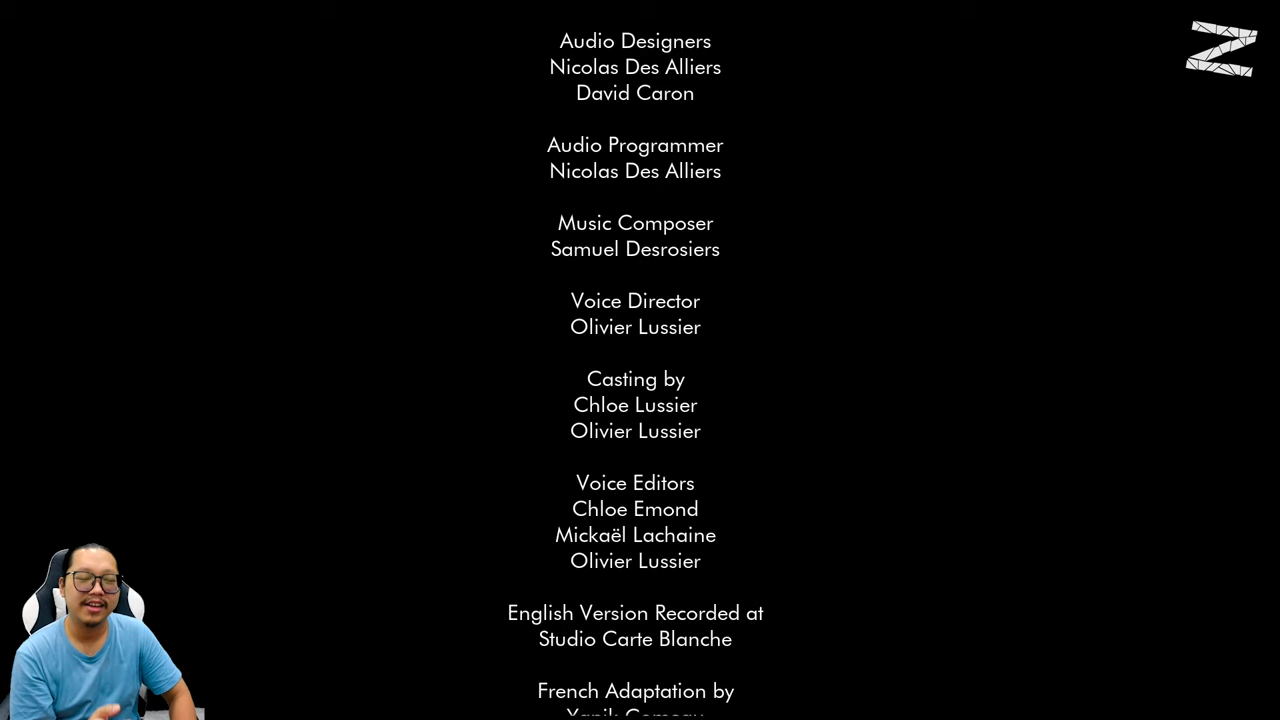 Z
Audio Designers
Nicolas Des Alliers
David Caron
Audio Programmer
Nicolas Des Alliers
Music Composer
Samuel Desrosiers
Voice Director
Olivier Lussier
Casting by
Chloe Lussier
Olivier Lussier
Voice Editors
Chloe Emond
Mickaël Lachaine
Olivier Lussier
English Version Recorded at
Studio Carte Blanche
French Adaptation by